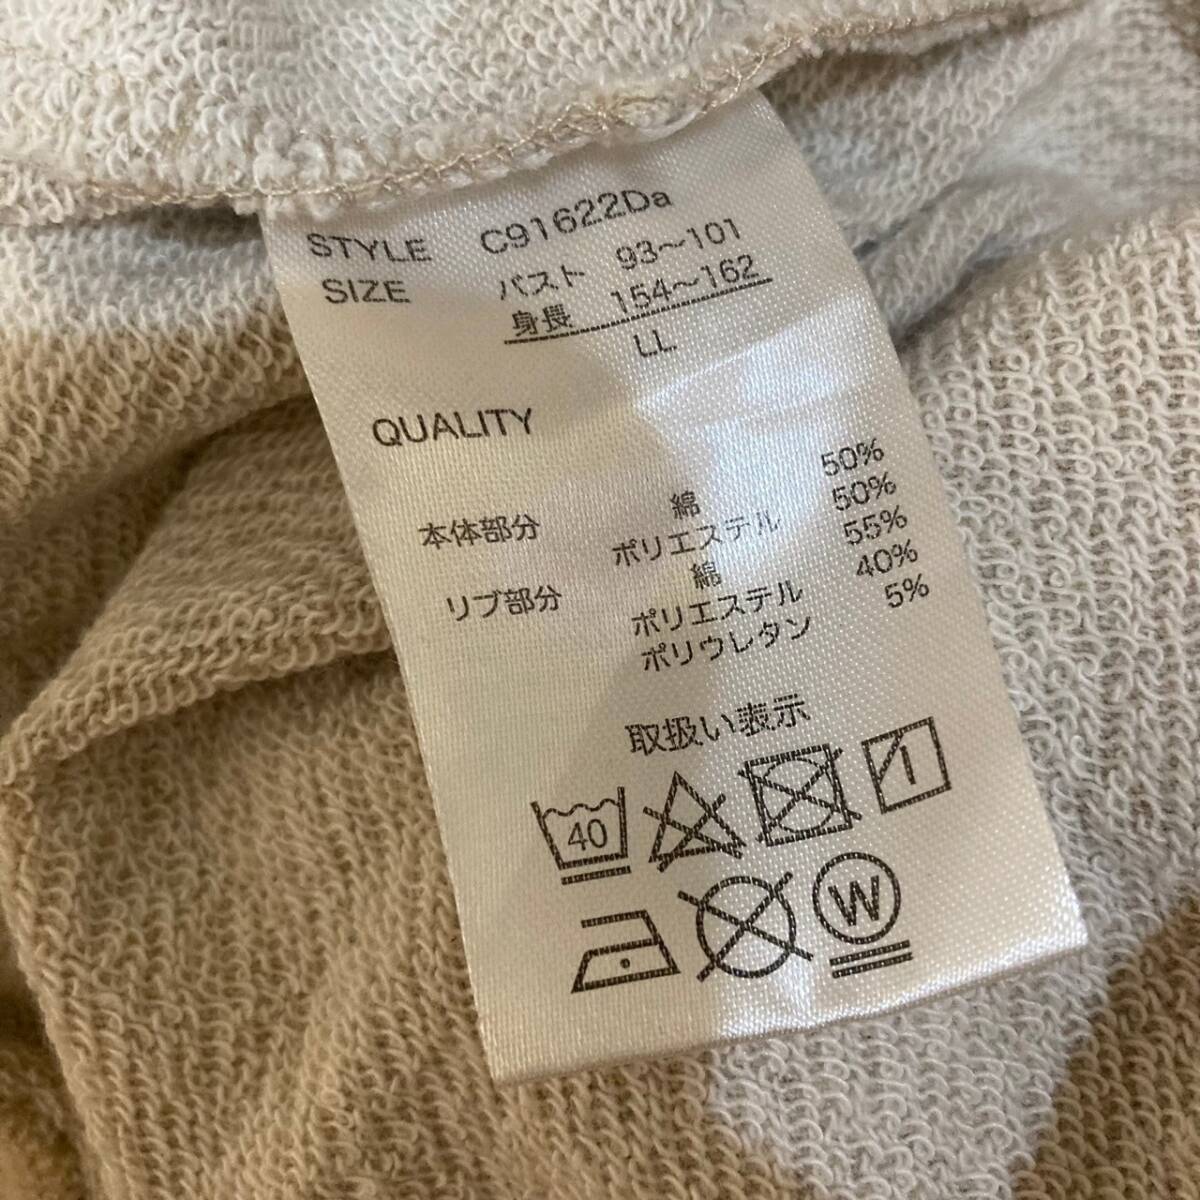 STYLE C91622Da
SIZE バスト 93～101
身長 154～162
LL
QUALITY
本体部分 綿 50%
ポリエステル 50%
リブ部分 綿 55%
ポリエステル 40%
ポリウレタン 5%
取扱い表示
40
W